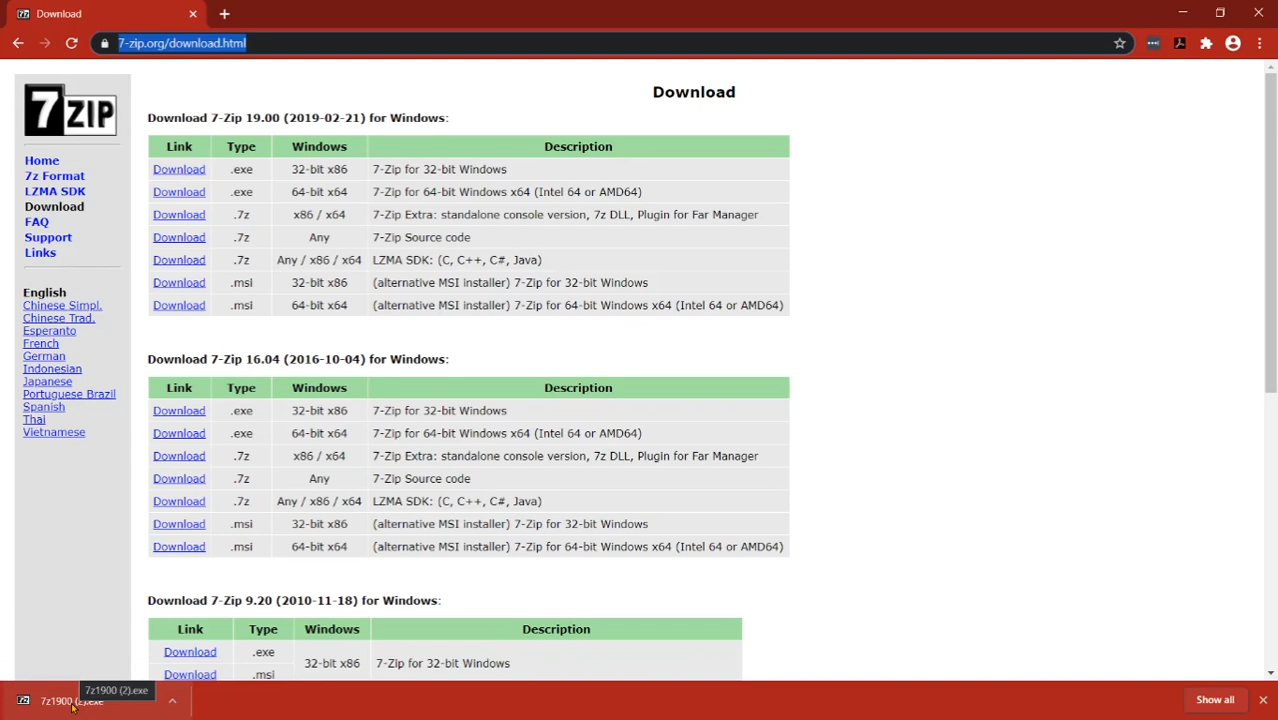 7z Download
7-zip.org/download.html
7 ZIP
Home
7z Format
LZMA SDK
Download
FAQ
Support
Links
English
Chinese Simpl.
Chinese Trad.
Esperanto
French
German
Indonesian
Japanese
Portuguese Brazil
Spanish
Thai
Vietnamese
Download
Download 7-Zip 19.00 (2019-02-21) for Windows:
Link Type Windows Description
Download .exe 32-bit x86 7-Zip for 32-bit Windows
Download .exe 64-bit x64 7-Zip for 64-bit Windows x64 (Intel 64 or AMD64)
Download .7z x86 / x64 7-Zip Extra: standalone console version, 7z DLL, Plugin for Far Manager
Download .7z Any 7-Zip Source code
Download .7z Any / x86 / x64 LZMA SDK: (C, C++, C#, Java)
Download .msi 32-bit x86 (alternative MSI installer) 7-Zip for 32-bit Windows
Download .msi 64-bit x64 (alternative MSI installer) 7-Zip for 64-bit Windows x64 (Intel 64 or AMD64)
Download 7-Zip 16.04 (2016-10-04) for Windows:
Link Type Windows Description
Download .exe 32-bit x86 7-Zip for 32-bit Windows
Download .exe 64-bit x64 7-Zip for 64-bit Windows x64 (Intel 64 or AMD64)
Download .7z x86 / x64 7-Zip Extra: standalone console version, 7z DLL, Plugin for Far Manager
Download .7z Any 7-Zip Source code
Download .7z Any / x86 / x64 LZMA SDK: (C, C++, C#, Java)
Download .msi 32-bit x86 (alternative MSI installer) 7-Zip for 32-bit Windows
Download .msi 64-bit x64 (alternative MSI installer) 7-Zip for 64-bit Windows x64 (Intel 64 or AMD64)
Download 7-Zip 9.20 (2010-11-18) for Windows:
Link Type Windows Description
Download .exe
32-bit x86 7-Zip for 32-bit Windows
Download .msi
7z1900 (2).exe
7z 7z1900 (2).exe
Show all